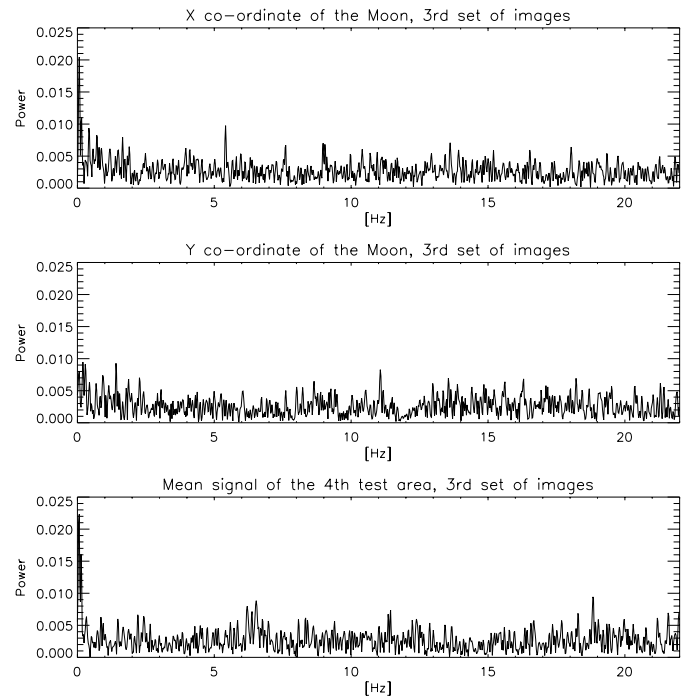 X co-ordinate of the Moon, 3rd set of images
0.025
0.020
0.015
0.010
0.005
0.000
Power
0 5 10 15 20
[Hz]
Y co-ordinate of the Moon, 3rd set of images
0.025
0.020
0.015
0.010
0.005
0.000
Power
0 5 10 15 20
[Hz]
Mean signal of the 4th test area, 3rd set of images
0.025
0.020
0.015
0.010
0.005
0.000
Power
0 5 10 15 20
[Hz]